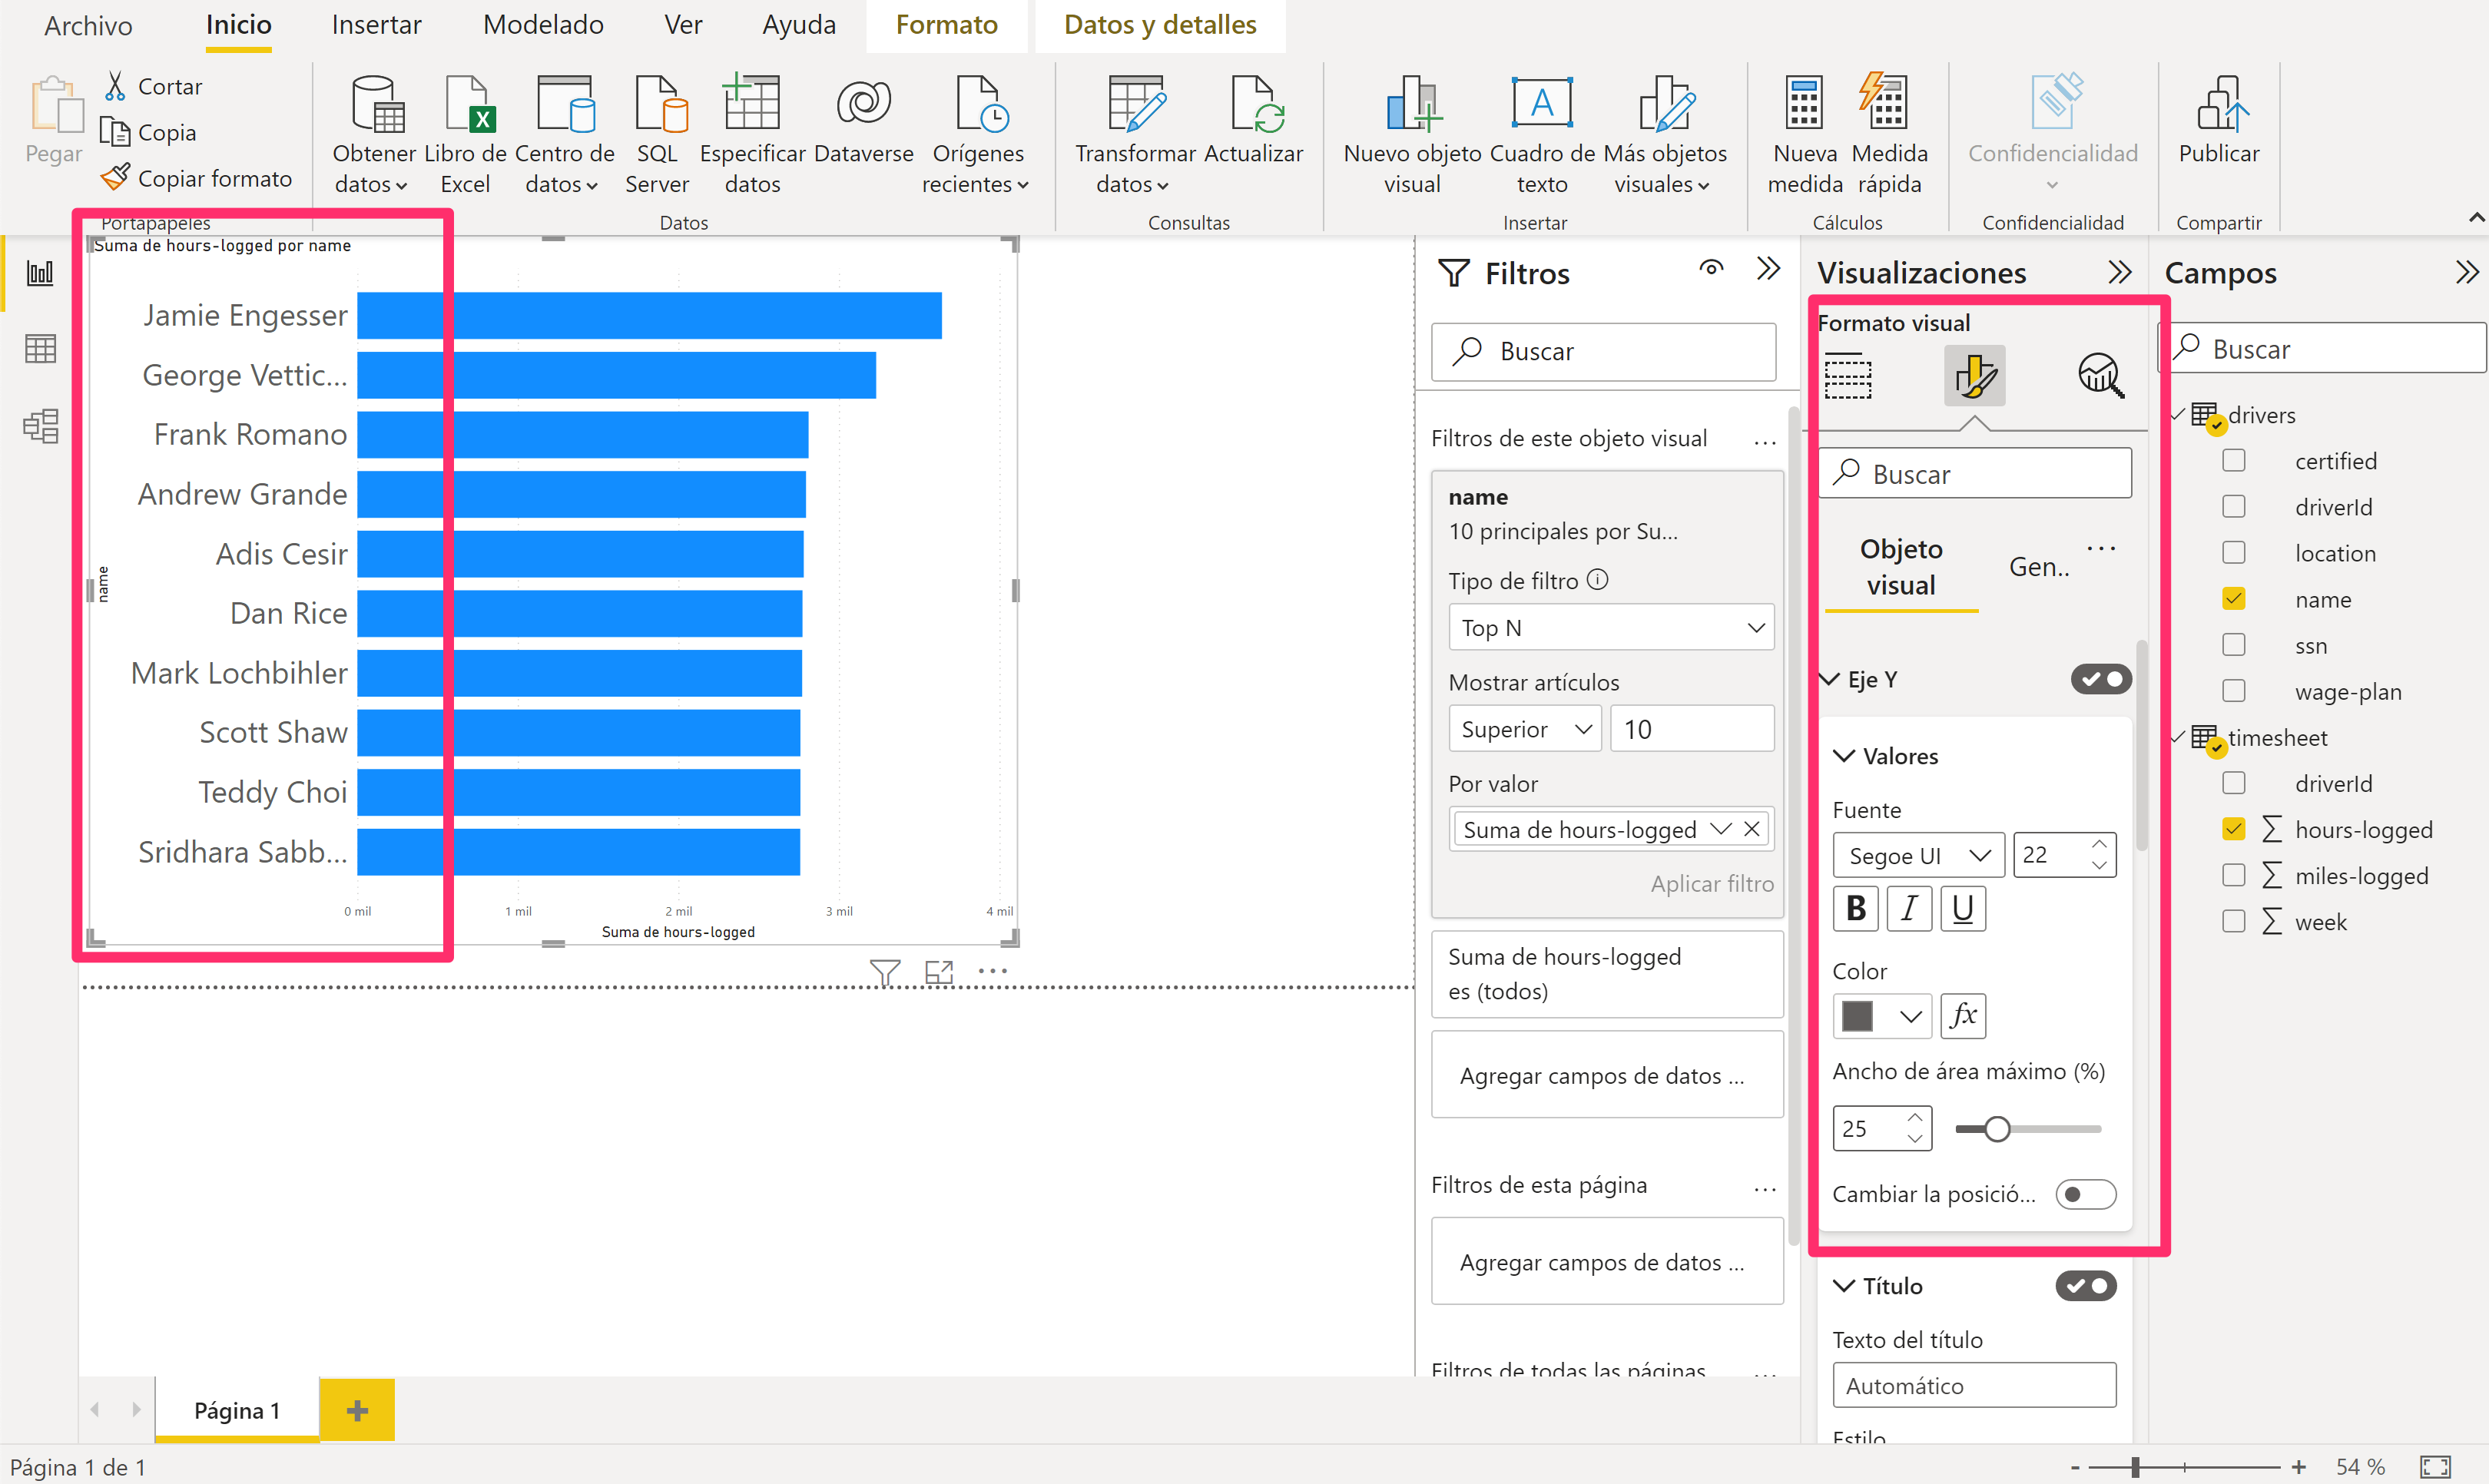 Archivo
Inicio
Insertar
Modelado
Ver
Ayuda
Formato
Datos y detalles
Pegar
Cortar
Copia
Copiar formato
Portapapeles
Obtener
datos
Libro de
Excel
Centro de
datos
SQL
Server
Especificar
datos
Dataverse
Orígenes
recientes
Datos
Transformar
datos
Actualizar
Consultas
Nuevo objeto
visual
Cuadro de
texto
Más objetos
visuales
Insertar
Nueva
medida
Medida
rápida
Cálculos
Confidencialidad
Confidencialidad
Publicar
Compartir
Suma de hours-logged por name
name
Jamie Engesser
George Vettic...
Frank Romano
Andrew Grande
Adis Cesir
Dan Rice
Mark Lochbihler
Scott Shaw
Teddy Choi
Sridhara Sabb...
0 mil
1 mil
2 mil
3 mil
4 mil
Suma de hours-logged
Filtros
Buscar
Filtros de este objeto visual
...
name
10 principales por Su...
Tipo de filtro
Top N
Mostrar artículos
Superior
10
Por valor
Suma de hours-logged
Aplicar filtro
Suma de hours-logged
es (todos)
Agregar campos de datos ...
Filtros de esta página
...
Agregar campos de datos ...
Filtros de todas las páginas
...
Visualizaciones
Formato visual
Buscar
Objeto
visual
Gen..
...
Eje Y
Valores
Fuente
Segoe UI
22
B
I
U
Color
fx
Ancho de área máximo (%)
25
Cambiar la posició...
Título
Texto del título
Automático
Estilo
Campos
Buscar
drivers
certified
driverId
location
name
ssn
wage-plan
timesheet
driverId
hours-logged
miles-logged
week
Página 1
Página 1 de 1
- + 54 %